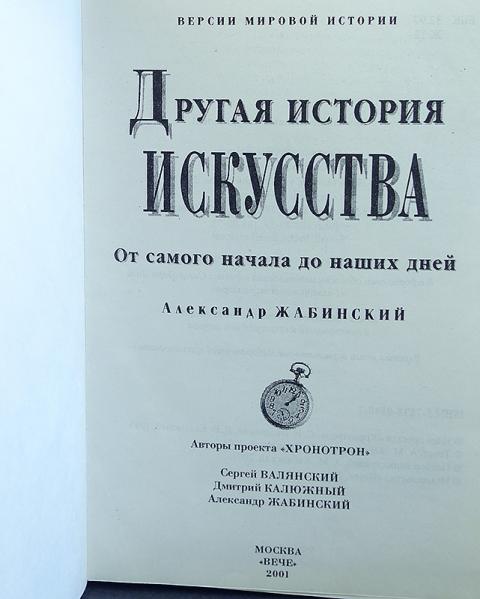 ВЕРСИИ МИРОВОЙ ИСТОРИИ
ДРУГАЯ ИСТОРИЯ
ИСКУССТВА
От самого начала до наших дней
Александр ЖАБИНСКИЙ
Авторы проекта «ХРОНОТРОН»
Сергей ВАЛЯНСКИЙ
Дмитрий КАЛЮЖНЫЙ
Александр ЖАБИНСКИЙ
МОСКВА
«ВЕЧЕ»
2001